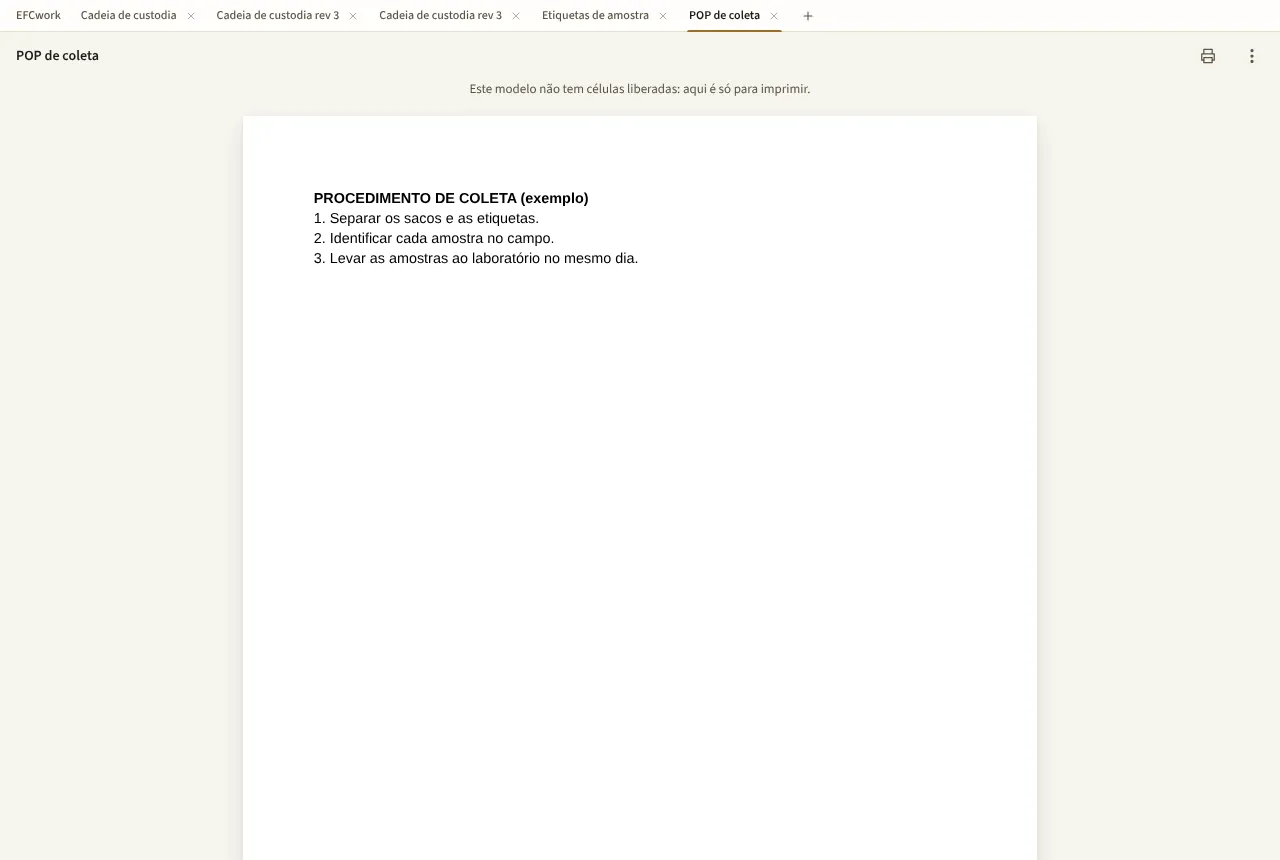 EFCwork Cadeia de custodia Cadeia de custodia rev 3 Cadeia de custodia rev 3 Etiquetas de amostra POP de coleta
POP de coleta
Este modelo não tem células liberadas: aqui é só para imprimir.
PROCEDIMENTO DE COLETA (exemplo)
1. Separar os sacos e as etiquetas.
2. Identificar cada amostra no campo.
3. Levar as amostras ao laboratório no mesmo dia.